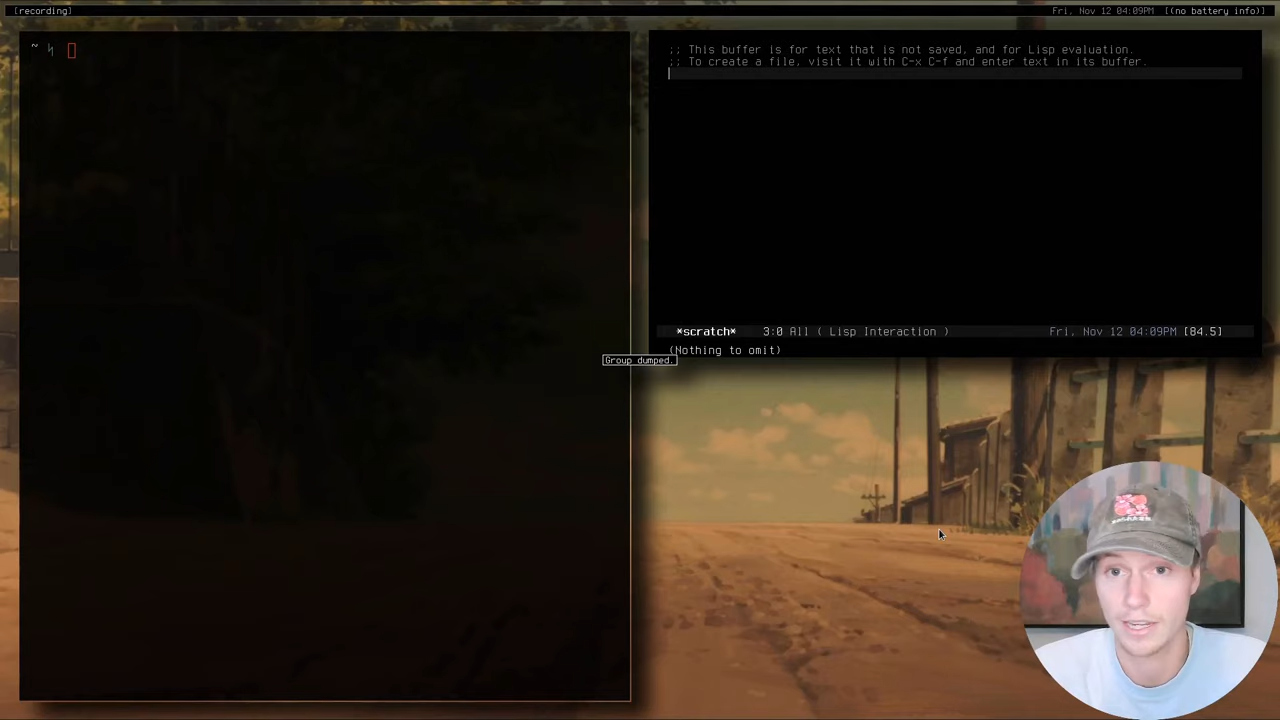 [recording]
Fri, Nov 12 04:09PM [(no battery info)]
~ ᛋ
;; This buffer is for text that is not saved, and for Lisp evaluation.
;; To create a file, visit it with C-x C-f and enter text in its buffer.
*scratch* 3:0 All ( Lisp Interaction ) Fri, Nov 12 04:09PM [84.5]
(Nothing to omit)
Group dumped.